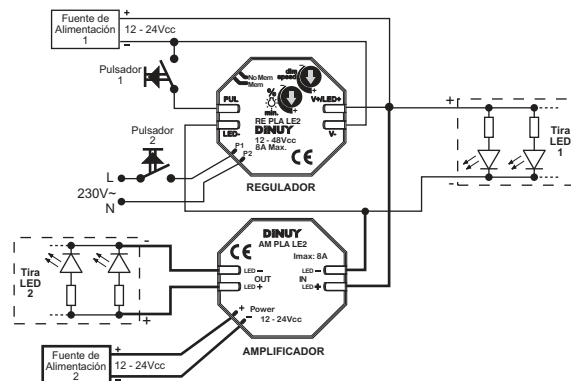 Fuente de
Alimentación
1
+
12 - 24Vcc
−
Pulsador
1
No Mem
Mem
dim
speed
− +
%
min.
− +
PUL
LED-
V+/LED+
V-
RE PLA LE2
DINUY
12 - 48Vcc
8A Max.
CE
P1
P2
REGULADOR
Pulsador
2
L
230V~
N
+
-
Tira
LED
1
DINUY
AM PLA LE2
CE
Imax: 8A
LED −
OUT
LED +
LED −
IN
LED +
+ Power
−
12 - 24Vcc
AMPLIFICADOR
-
Tira
LED
2
+
Fuente de
Alimentación
2
+
12 - 24Vcc
−